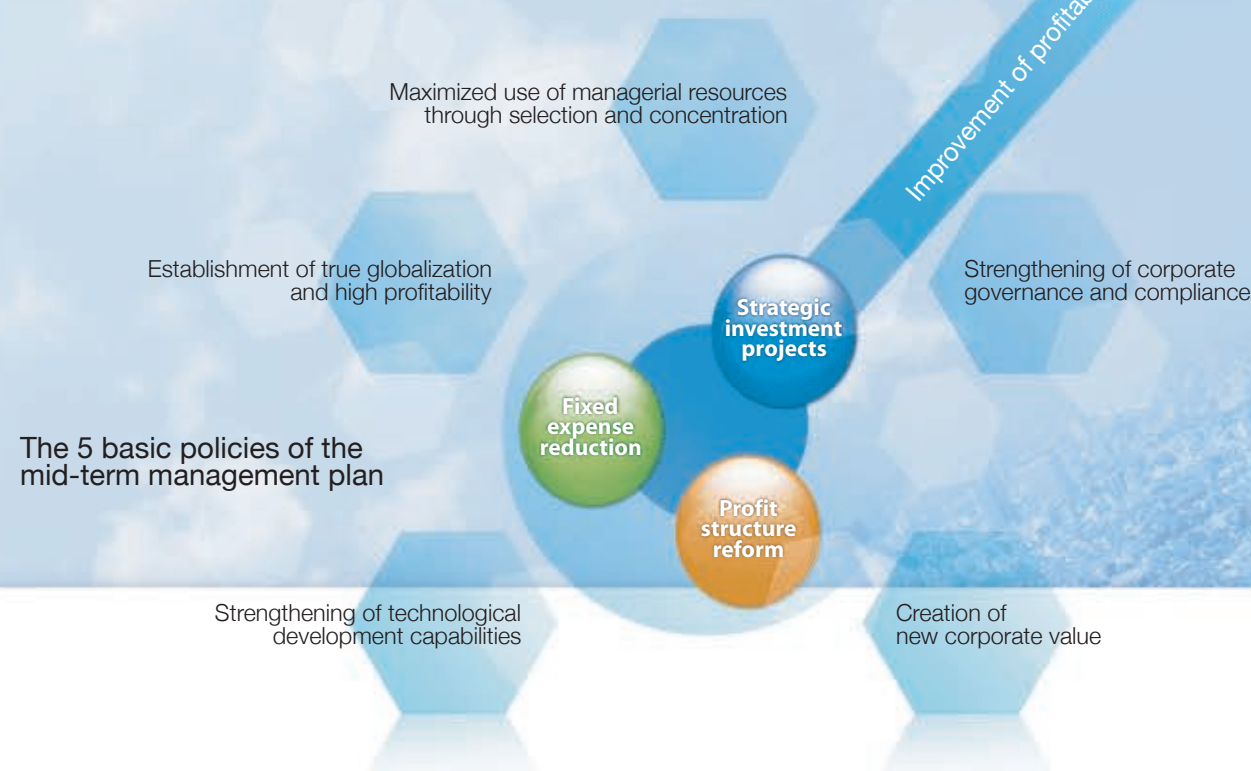 Improvement of
Maximized use of managerial resources
through selection and concentration
Establishment of true globalization
and high profitability
Strengthening of corporate
governance and compliance
Strategic
investment
projects
Fixed
expense
reduction
The 5 basic policies of the
mid-term management plan
Profit
structure
reform
Strengthening of technological
development capabilities
Creation of
new corporate value